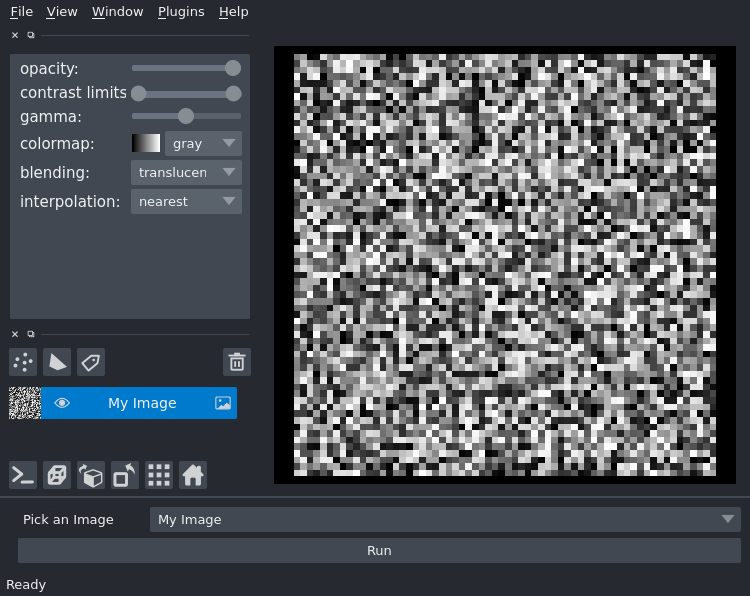 File View Window Plugins Help
opacity:
contrast limits
gamma:
colormap: gray
blending: translucen
interpolation: nearest
My Image
Pick an Image My Image
Run
Ready